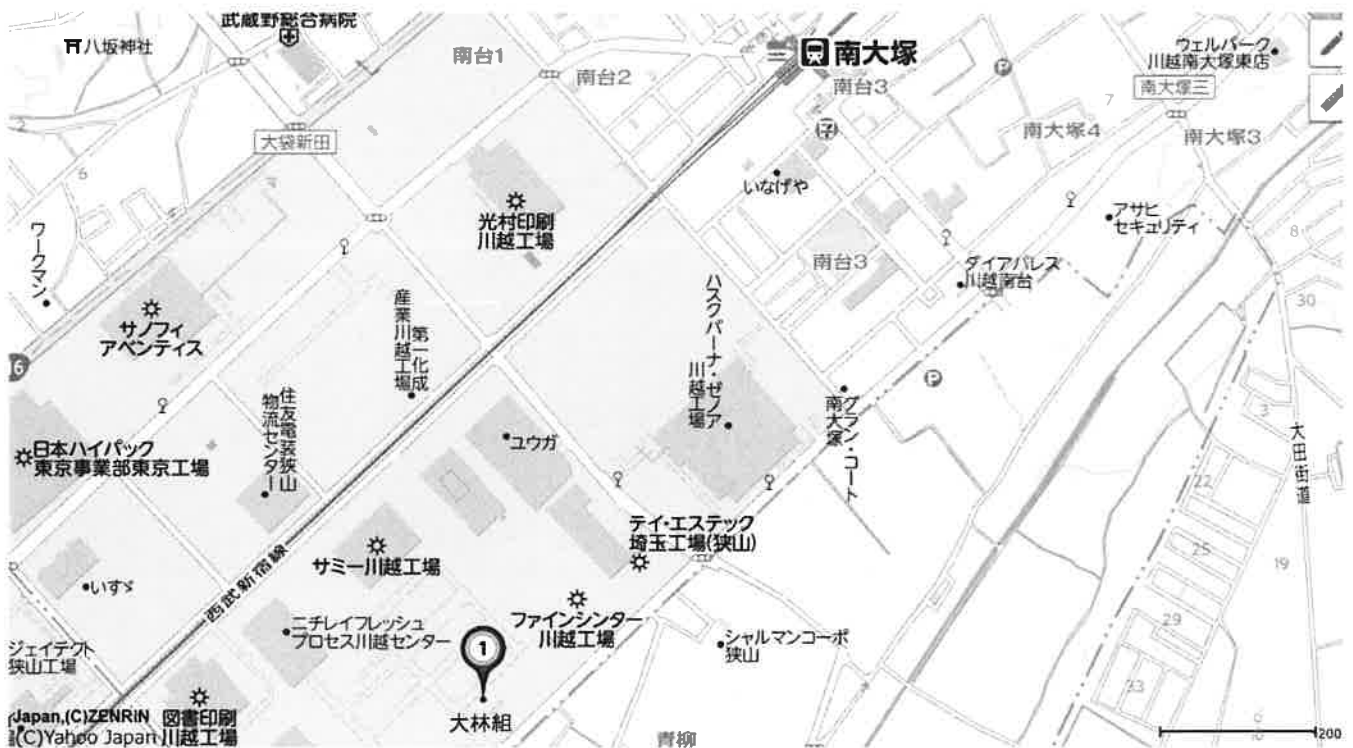 武蔵野総合病院
八坂神社
南台1
南台2
南大塚
南台3
ウェルパーク
川越南大塚東店
南大塚三
7
南大塚4
南大塚3
2
大袋新田
6
いなげや
光村印刷
川越工場
アサヒ
セキュリティ
8
ワークマン
南台3
ダイアパレス
川越南台
30
サノフィ
アベンティス
第一化成
産業川越工場
ハスクバーナ・ゼノア
川越工場
16
住友電装狭山
物流センター
グラン・コート
南大塚
3
大田街道
日本ハイパック
東京事業部東京工場
ユウガ
22
テイ・エステック
埼玉工場(狭山)
25
19
サミー川越工場
いすゞ
西武新宿線
ファインシンター
川越工場
29
ニチレイフレッシュ
プロセス川越センター
シャルマンコーポ
狭山
ジェイテクト
狭山工場
1
33
大林組
Japan,(C)ZENRIN
図書印刷
川越工場
(C)Yahoo Japan
青柳
200